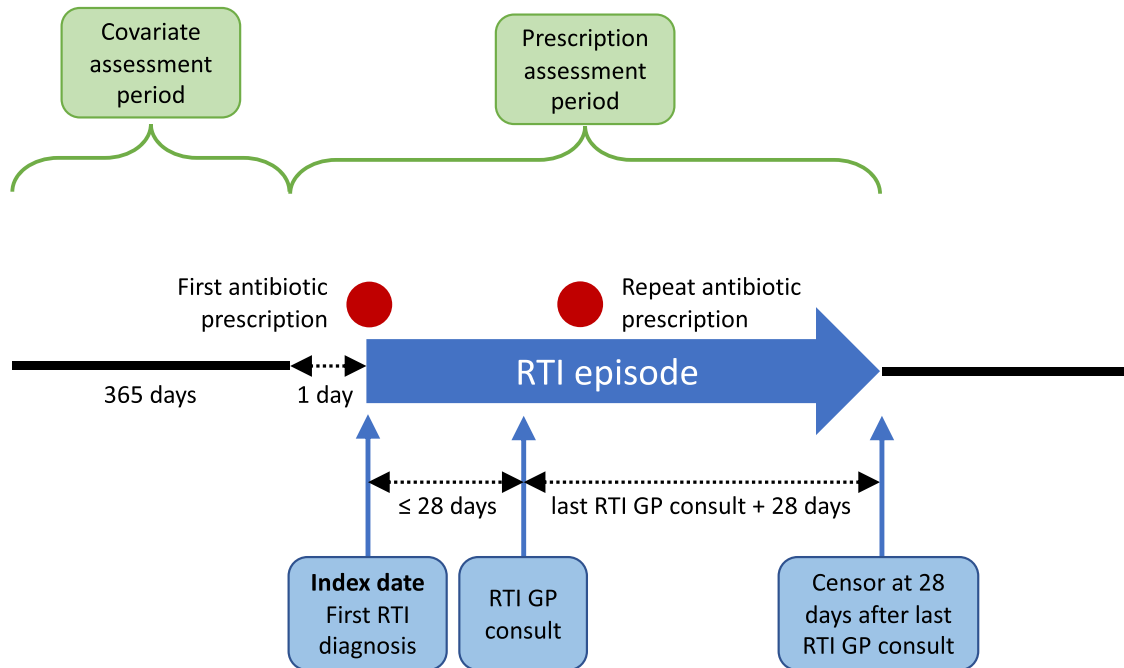 Covariate
assessment
period
Prescription
assessment
period
First antibiotic
prescription
Repeat antibiotic
prescription
RTI episode
365 days
1 day
≤ 28 days
last RTI GP consult + 28 days
Index date
First RTI
diagnosis
RTI GP
consult
Censor at 28
days after last
RTI GP consult